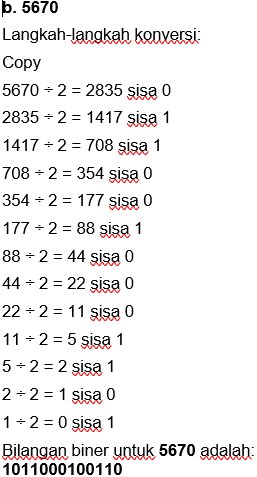 b. 5670
Langkah-langkah konversi:
Copy
5670 ÷ 2 = 2835 sisa 0
2835 ÷ 2 = 1417 sisa 1
1417 ÷ 2 = 708 sisa 1
708 ÷ 2 = 354 sisa 0
354 ÷ 2 = 177 sisa 0
177 ÷ 2 = 88 sisa 1
88 ÷ 2 = 44 sisa 0
44 ÷ 2 = 22 sisa 0
22 ÷ 2 = 11 sisa 0
11 ÷ 2 = 5 sisa 1
5 ÷ 2 = 2 sisa 1
2 ÷ 2 = 1 sisa 0
1 ÷ 2 = 0 sisa 1
Bilangan biner untuk 5670 adalah:
1011000100110